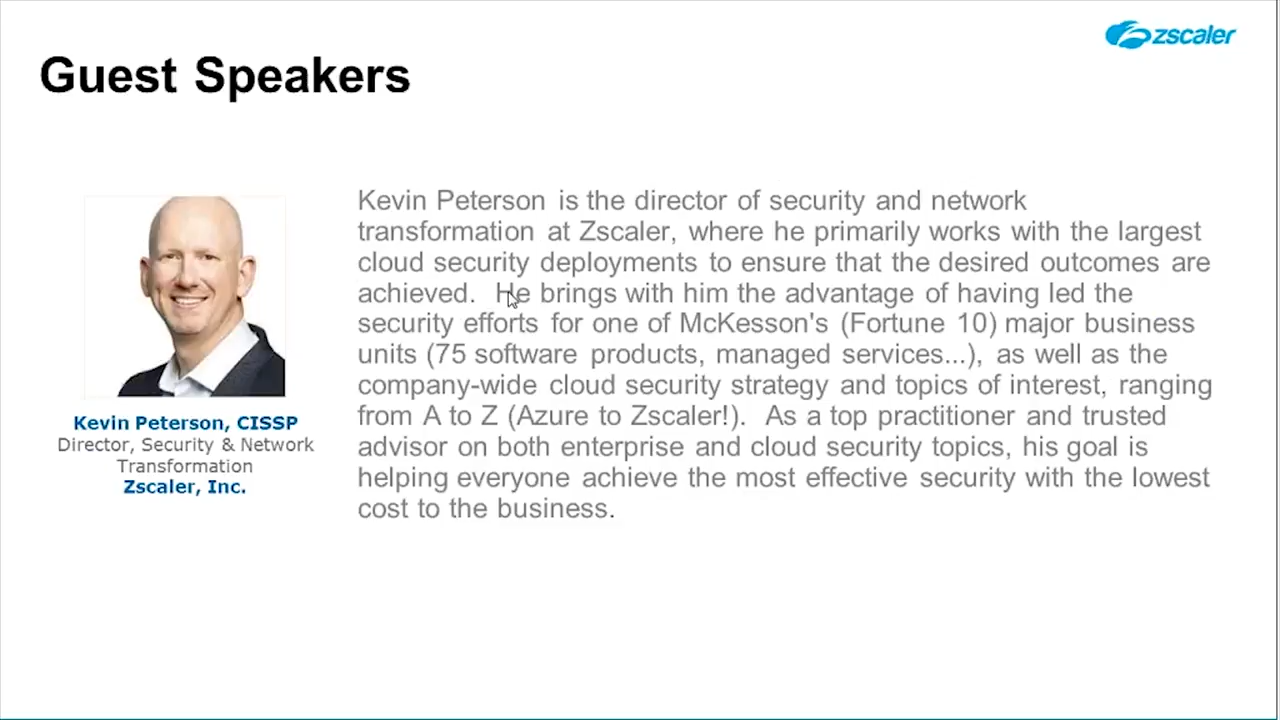 zscaler
Guest Speakers
Kevin Peterson is the director of security and network
transformation at Zscaler, where he primarily works with the largest
cloud security deployments to ensure that the desired outcomes are
achieved.  He brings with him the advantage of having led the
security efforts for one of McKesson's (Fortune 10) major business
units (75 software products, managed services...), as well as the
company-wide cloud security strategy and topics of interest, ranging
from A to Z (Azure to Zscaler!).  As a top practitioner and trusted
advisor on both enterprise and cloud security topics, his goal is
helping everyone achieve the most effective security with the lowest
cost to the business.
Kevin Peterson, CISSP
Director, Security & Network
Transformation
Zscaler, Inc.